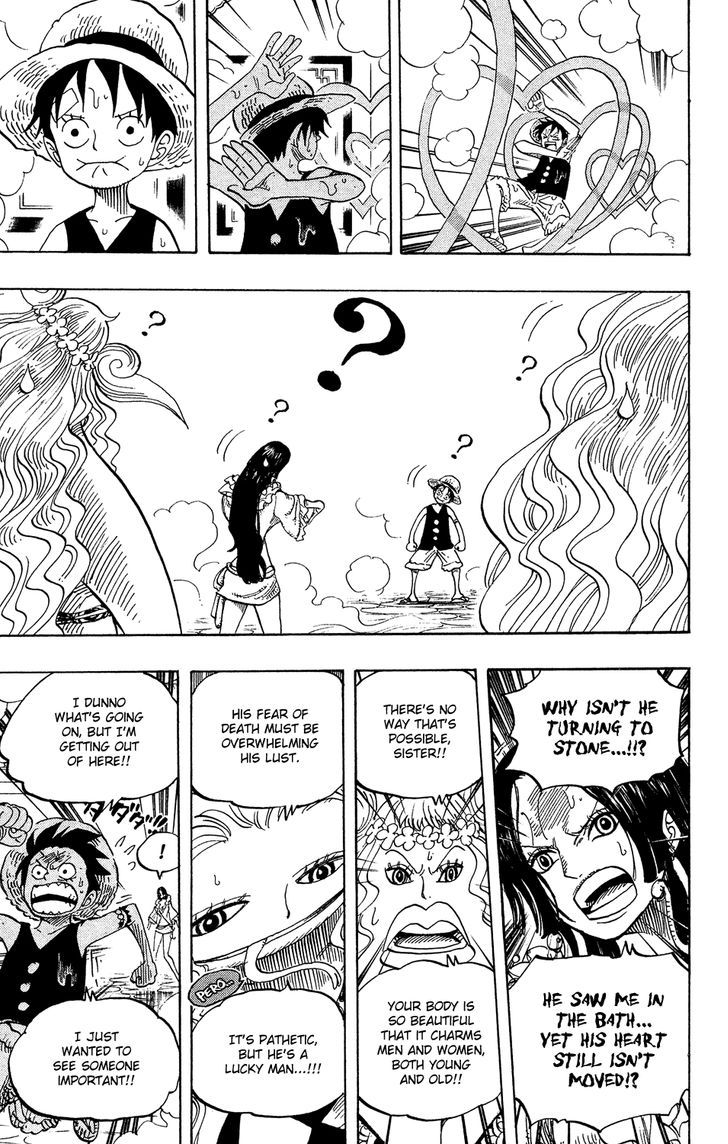 ?
?
?
?
?
WHY ISN'T HE
TURNING TO
STONE...!!?
HE SAW ME IN
THE BATH...
YET HIS HEART
STILL ISN'T
MOVED!?
THERE'S NO
WAY THAT'S
POSSIBLE,
SISTER!!
YOUR BODY IS
SO BEAUTIFUL
THAT IT CHARMS
MEN AND WOMEN,
BOTH YOUNG
AND OLD!!
HIS FEAR OF
DEATH MUST BE
OVERWHELMING
HIS LUST.
PERO...
IT'S PATHETIC,
BUT HE'S A
LUCKY MAN...!!!
I DUNNO
WHAT'S GOING
ON, BUT I'M
GETTING OUT
OF HERE!!
!
I JUST
WANTED TO
SEE SOMEONE
IMPORTANT!!